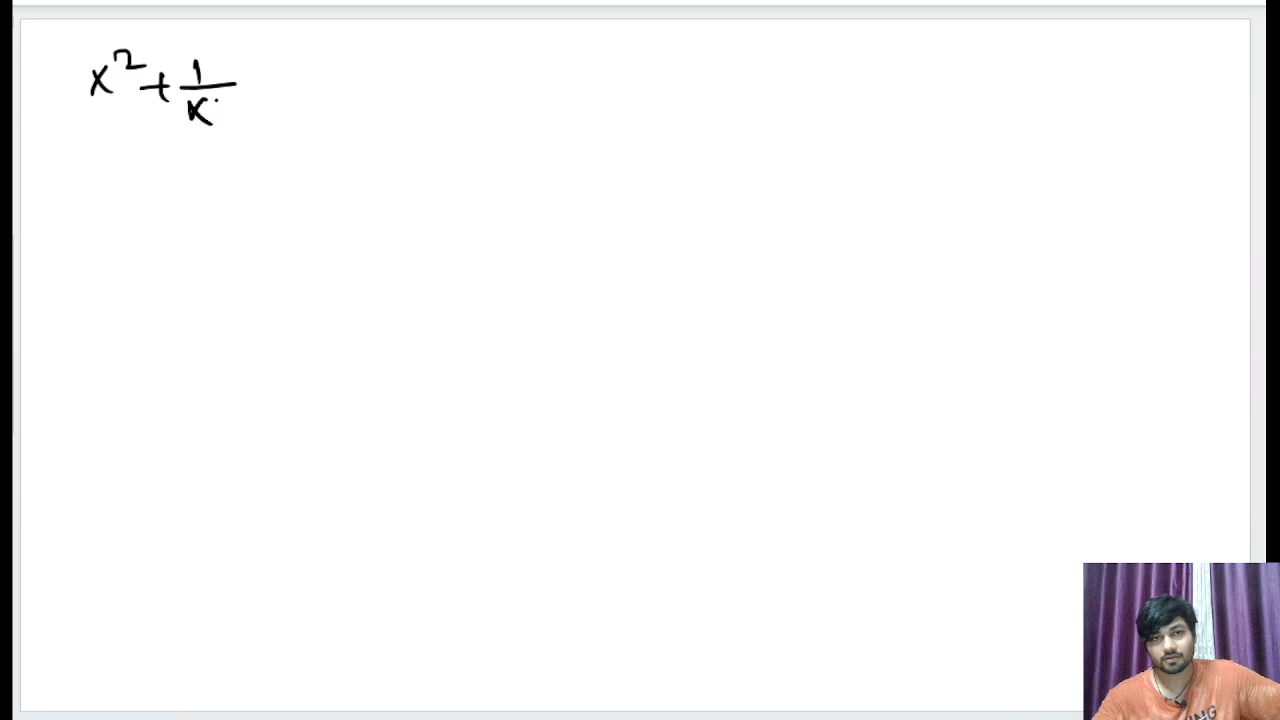 x² + 1/x